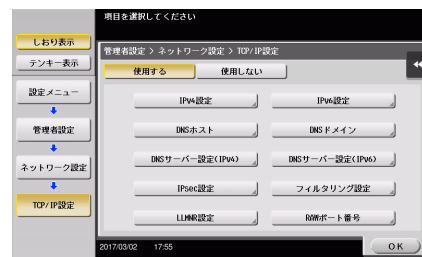 項目を選択してください
しおり表示
テンキー表示
設定メニュー
管理者設定
ネットワーク設定
TCP/IP設定
管理者設定 > ネットワーク設定 > TCP/IP設定
使用する
使用しない
IPv4設定
IPv6設定
DNSホスト
DNSドメイン
DNSサーバー設定(IPv4)
DNSサーバー設定(IPv6)
IPsec設定
フィルタリング設定
LLMNR設定
RAWポート番号
2017/03/02 17:55
OK